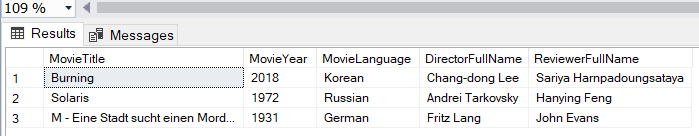 109 %
Results Messages
MovieTitle MovieYear MovieLanguage DirectorFullName ReviewerFullName
1 Burning 2018 Korean Chang-dong Lee Sariya Harnpadoungsataya
2 Solaris 1972 Russian Andrei Tarkovsky Hanying Feng
3 M - Eine Stadt sucht einen Mord... 1931 German Fritz Lang John Evans